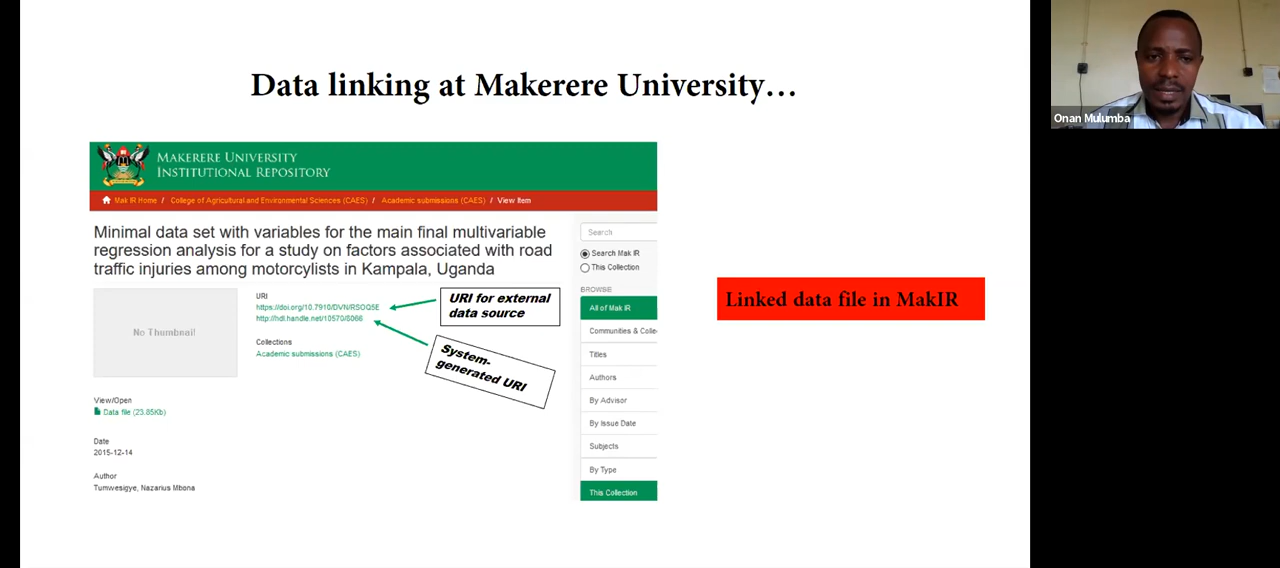 Data linking at Makerere University…
Onan Mulumba
MAKERERE UNIVERSITY
INSTITUTIONAL REPOSITORY
Mak IR Home / College of Agricultural and Environmental Sciences (CAES) / Academic submissions (CAES) / View Item
Minimal data set with variables for the main final multivariable
regression analysis for a study on factors associated with road
traffic injuries among motorcylists in Kampala, Uganda
No Thumbnail!
URI
https://doi.org/10.7910/DVN/RSOQ5E
http://hdl.handle.net/10570/5066
Collections
Academic submissions (CAES)
URI for external
data source
System-
generated URI
View/Open
Data file (23.85Kb)
Date
2015-12-14
Author
Tumwesigye, Nazarius Mbona
Search
Search Mak IR
This Collection
BROWSE
All of Mak IR
Communities & Colle
Titles
Authors
By Advisor
By Issue Date
Subjects
By Type
This Collection
Linked data file in MakIR